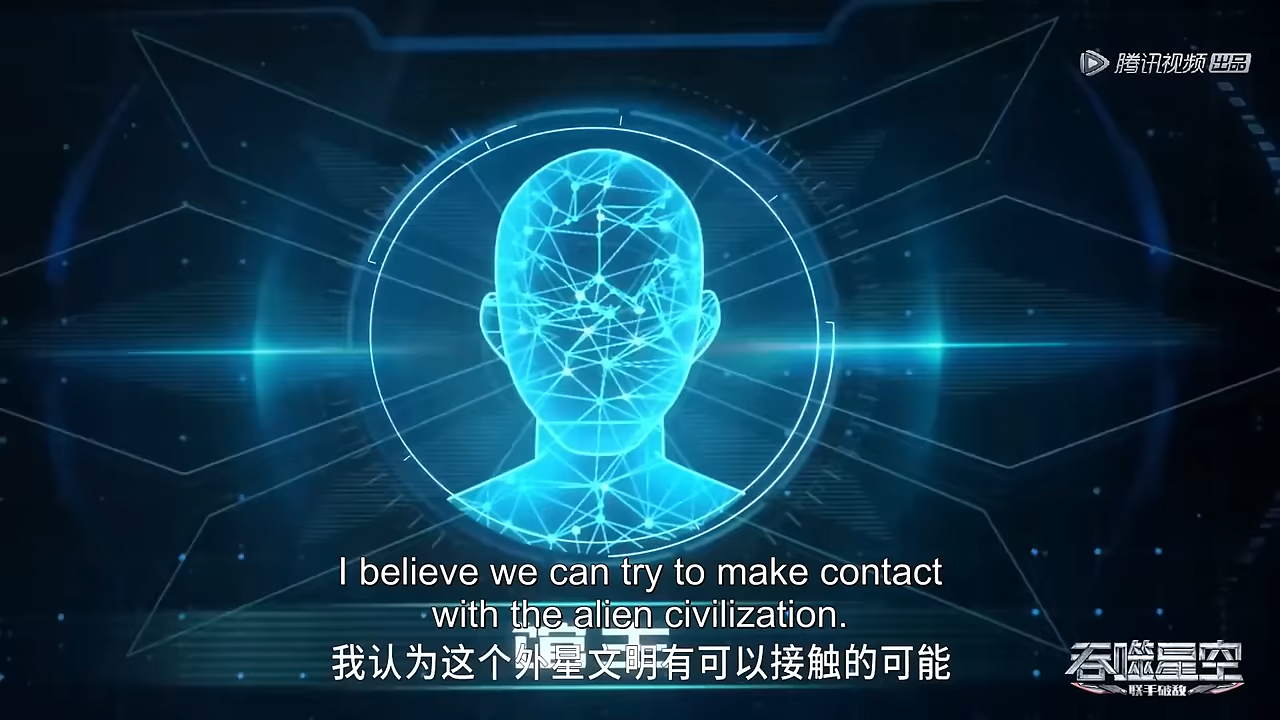 腾讯视频 出品
I believe we can try to make contact
with the alien civilization.
我认为这个外星文明有可以接触的可能
吞噬星空
联手破敌